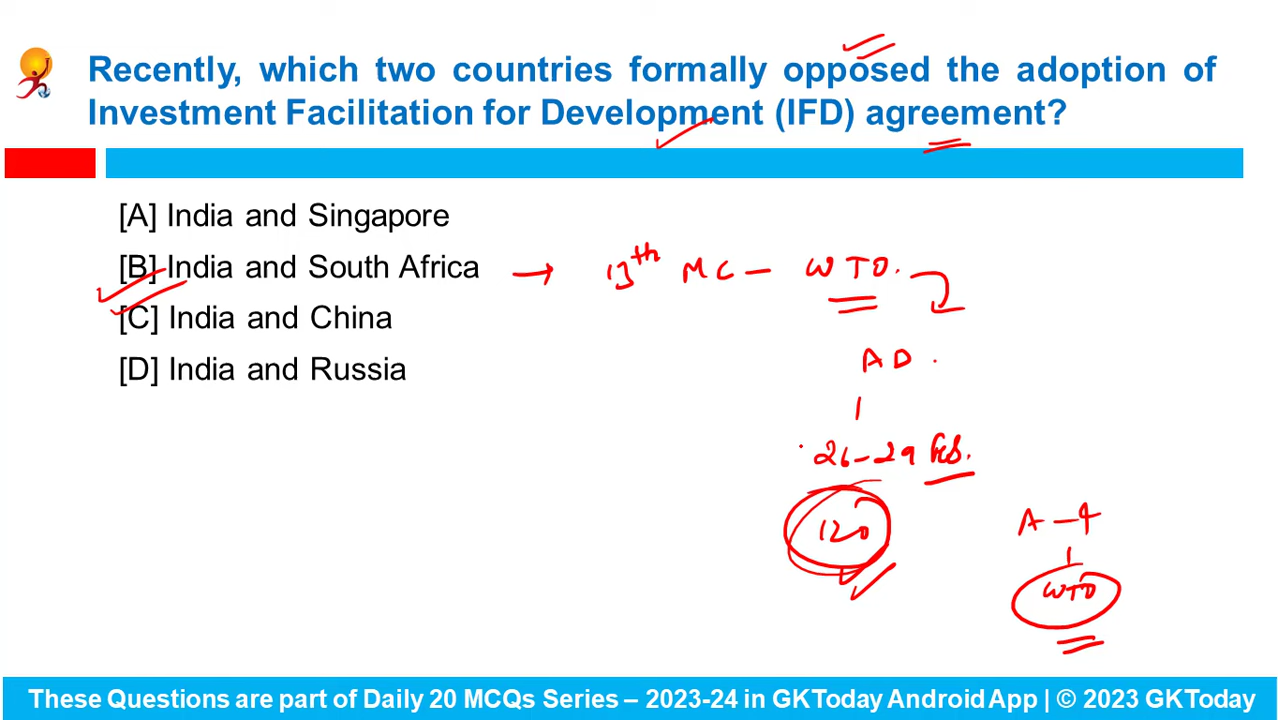 Recently, which two countries formally opposed the adoption of
Investment Facilitation for Development (IFD) agreement?
[A] India and Singapore
[B] India and South Africa → 13th MC - WTO.
[C] India and China
AD.
[D] India and Russia
26-29 Feb.
120
A-4
WTO
These Questions are part of Daily 20 MCQs Series – 2023-24 in GKToday Android App | © 2023 GKToday